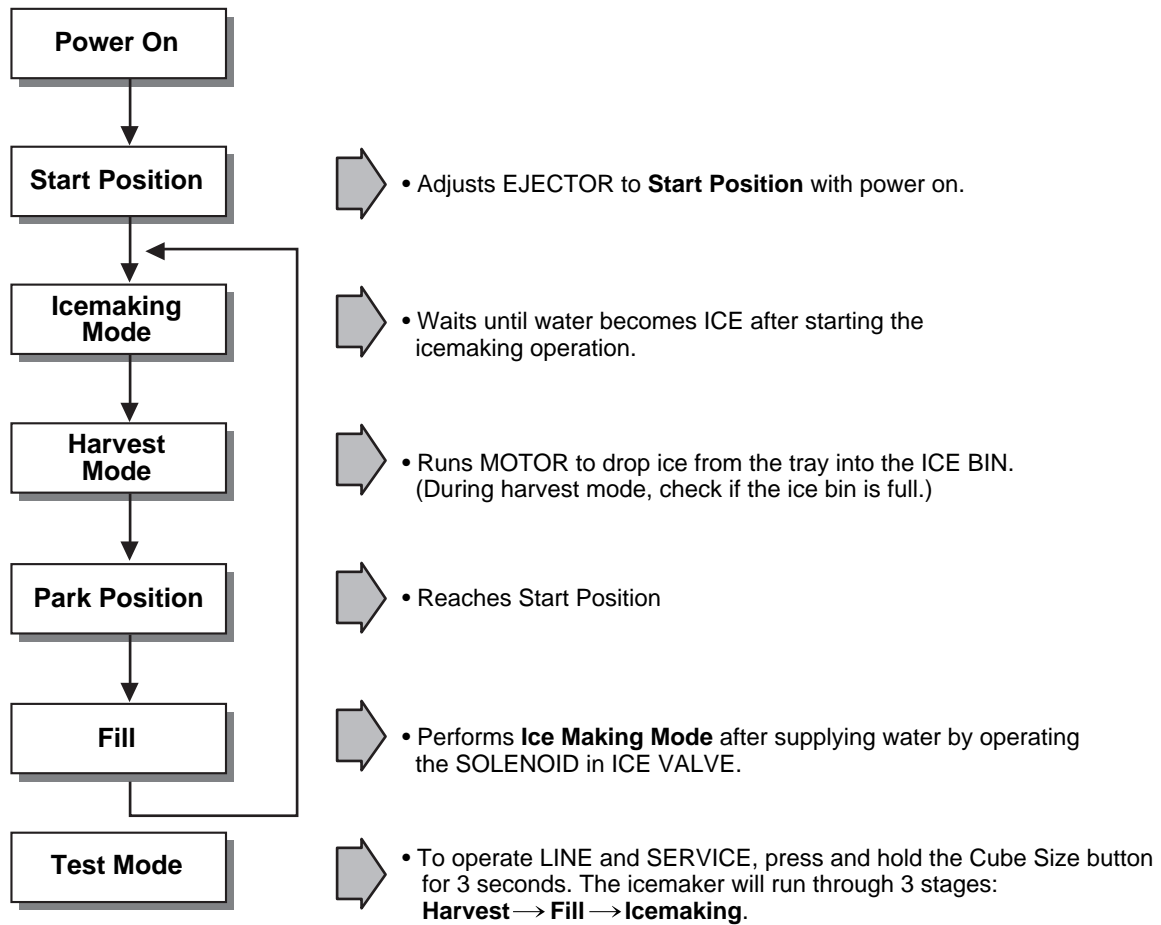 Power On
Start Position
• Adjusts EJECTOR to Start Position with power on.
Icemaking
Mode
• Waits until water becomes ICE after starting the
icemaking operation.
Harvest
Mode
• Runs MOTOR to drop ice from the tray into the ICE BIN.
(During harvest mode, check if the ice bin is full.)
Park Position
• Reaches Start Position
Fill
• Performs Ice Making Mode after supplying water by operating
the SOLENOID in ICE VALVE.
Test Mode
• To operate LINE and SERVICE, press and hold the Cube Size button
for 3 seconds. The icemaker will run through 3 stages:
Harvest → Fill → Icemaking.